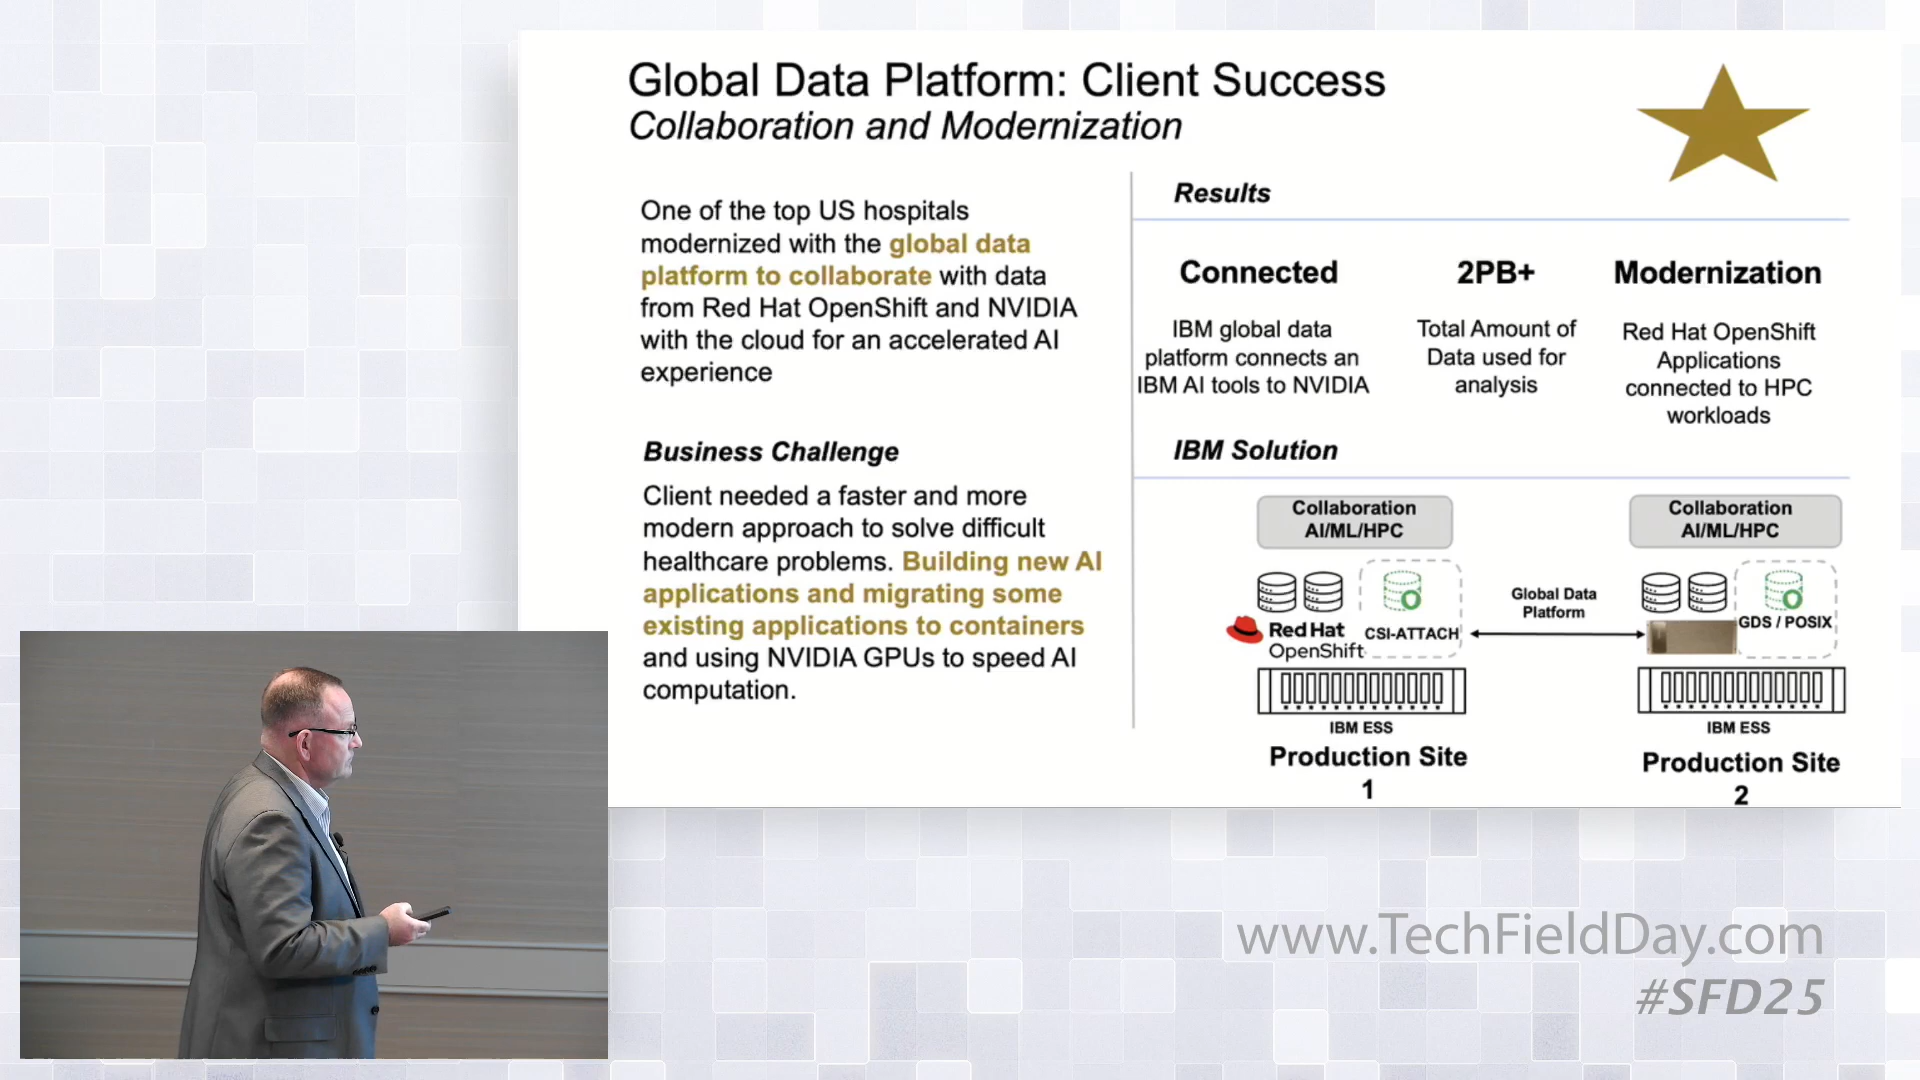 Global Data Platform: Client Success
Collaboration and Modernization
One of the top US hospitals
modernized with the global data
platform to collaborate with data
from Red Hat OpenShift and NVIDIA
with the cloud for an accelerated AI
experience
Business Challenge
Client needed a faster and more
modern approach to solve difficult
healthcare problems. Building new AI
applications and migrating some
existing applications to containers
and using NVIDIA GPUs to speed AI
computation.
Results
Connected
IBM global data
platform connects an
IBM AI tools to NVIDIA
2PB+
Total Amount of
Data used for
analysis
Modernization
Red Hat OpenShift
Applications
connected to HPC
workloads
IBM Solution
Collaboration
AI/ML/HPC
Red Hat
OpenShift
CSI-ATTACH
IBM ESS
Production Site
1
Global Data
Platform
Collaboration
AI/ML/HPC
GDS / POSIX
IBM ESS
Production Site
2
www.TechFieldDay.com
#SFD25